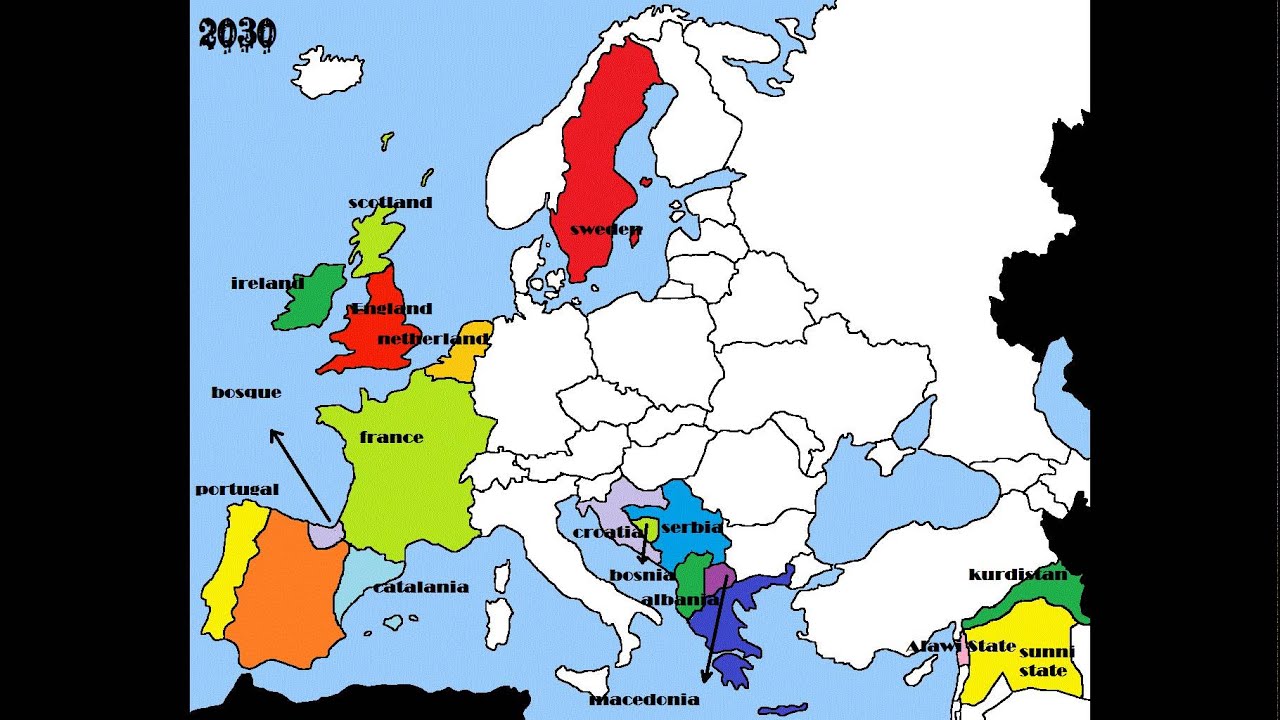 2030
scotland
sweden
ireland
England
netherland
bosque
france
portugal
croatia
serbia
bosnia
catalania
albania
kurdistan
Alawi State
sunni
state
macedonia